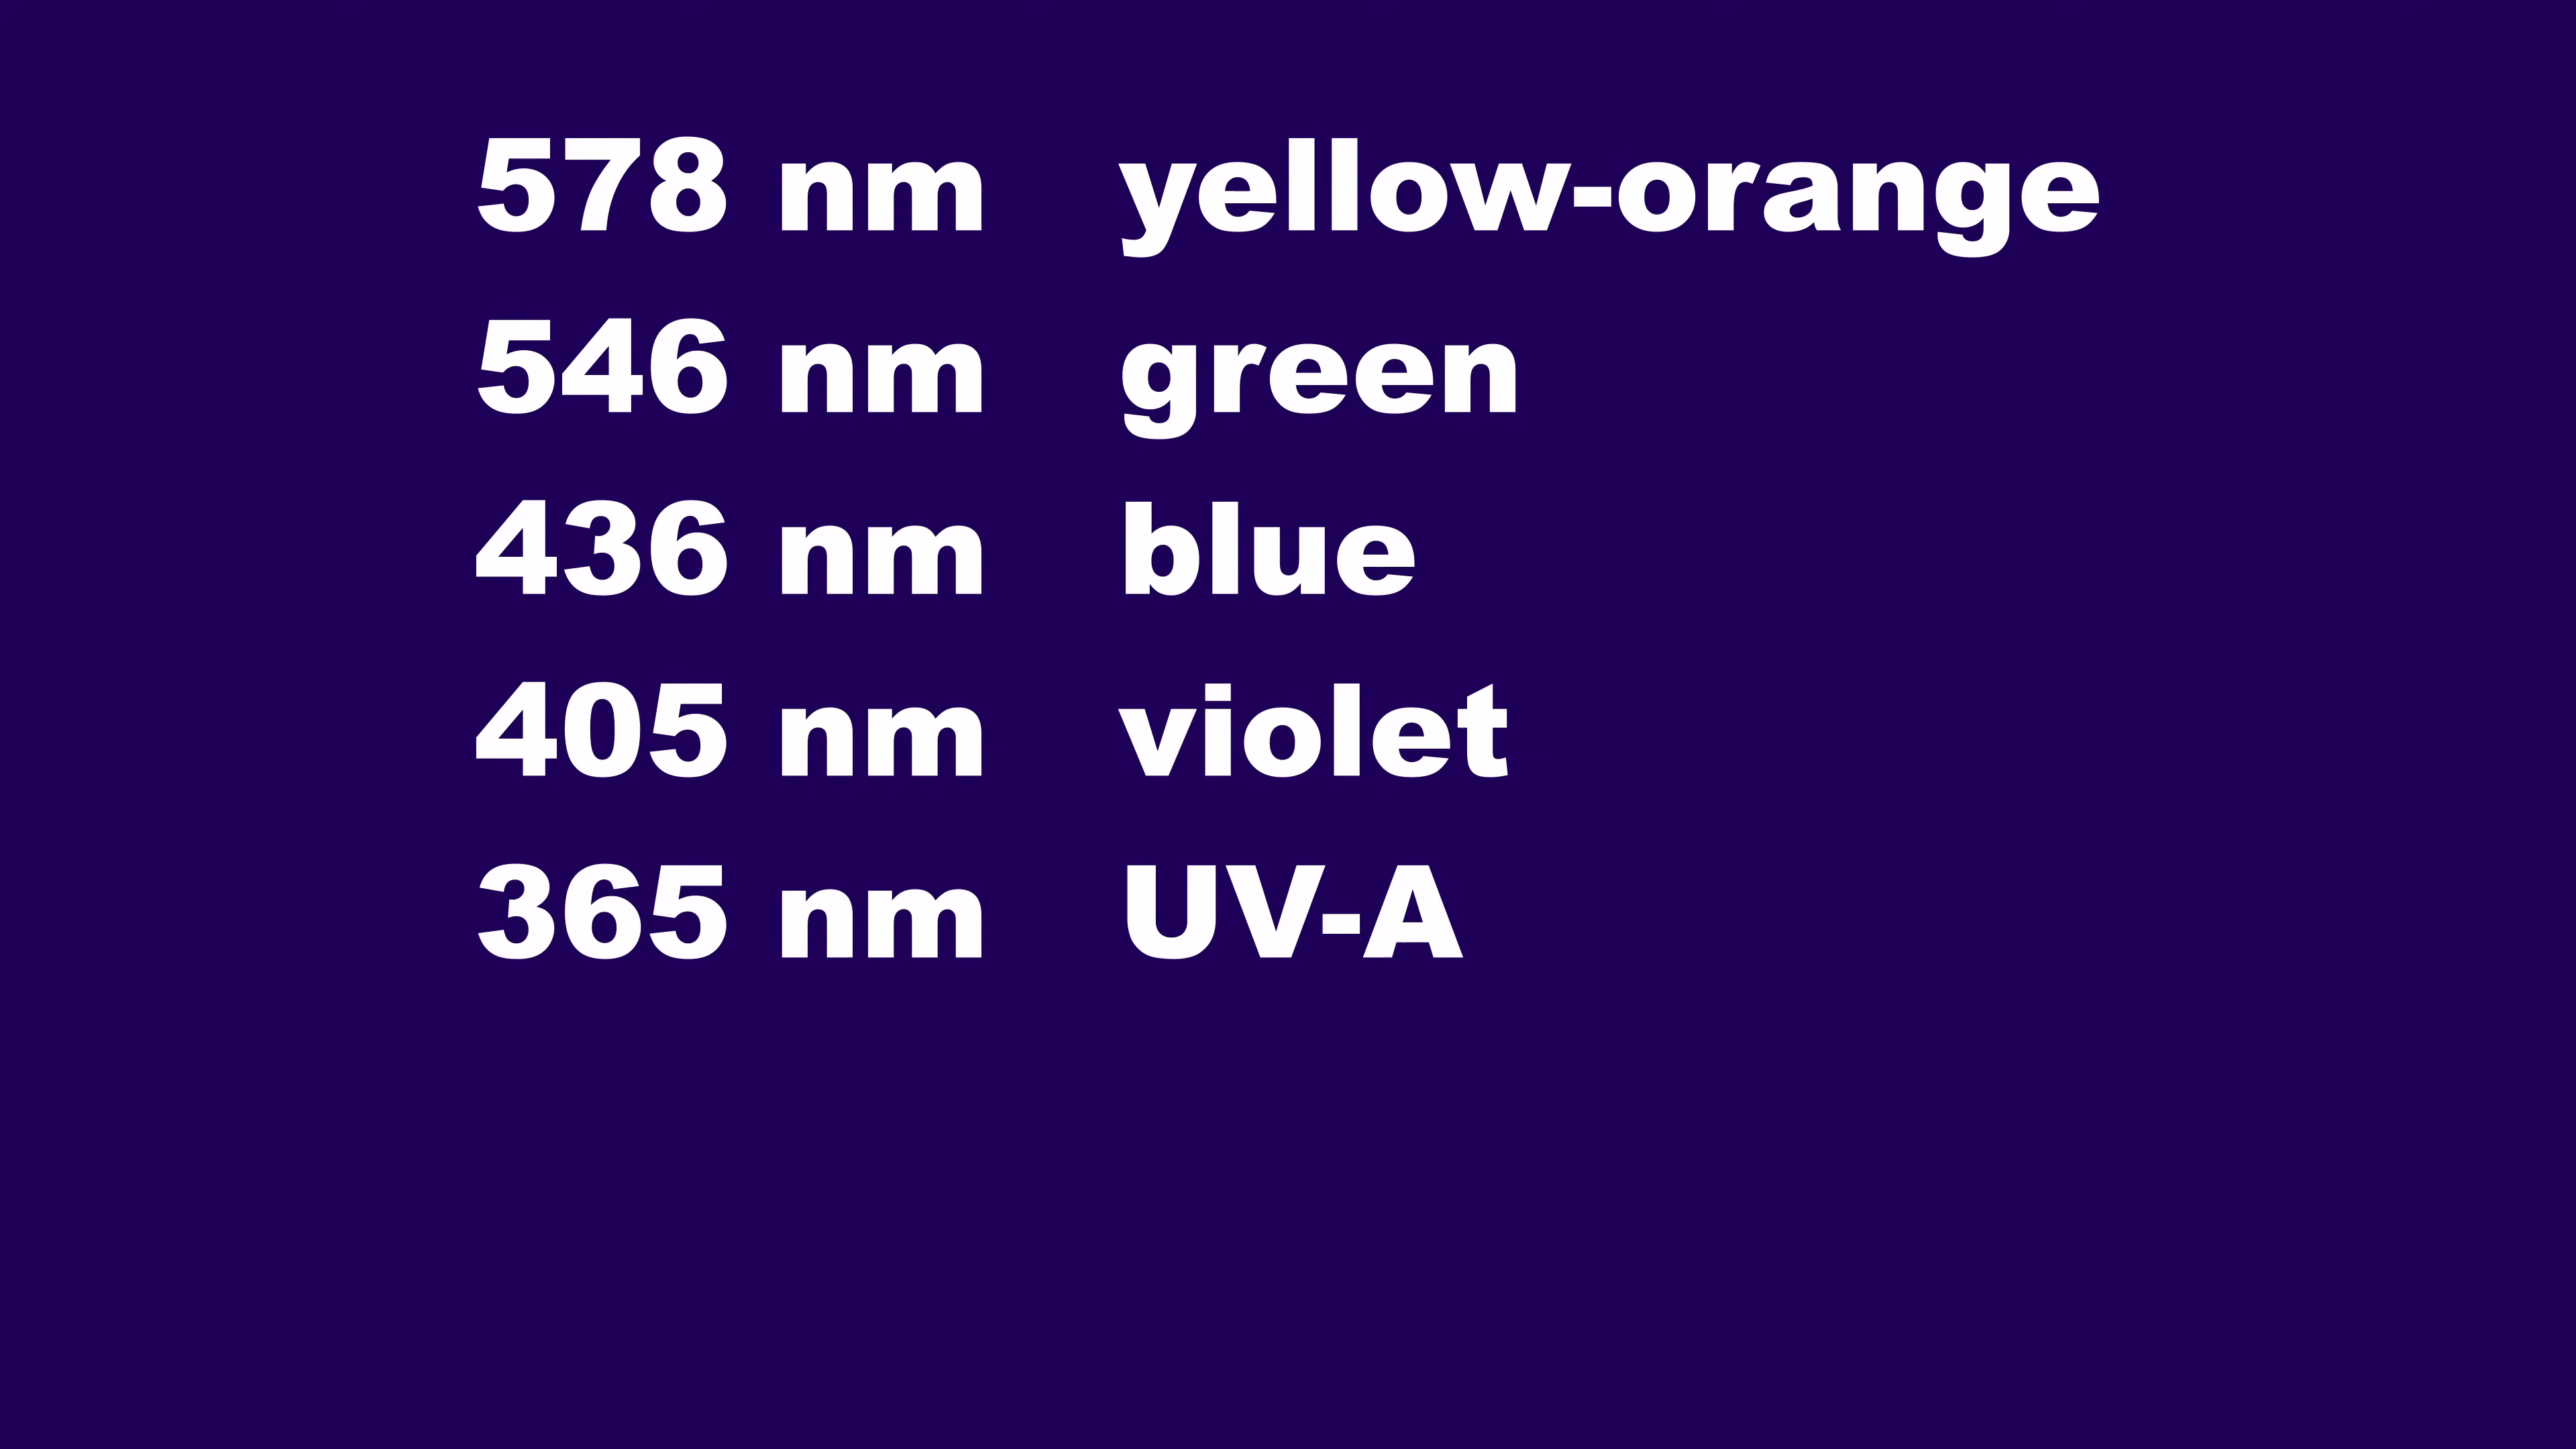 578 nm yellow-orange
546 nm green
436 nm blue
405 nm violet
365 nm UV-A